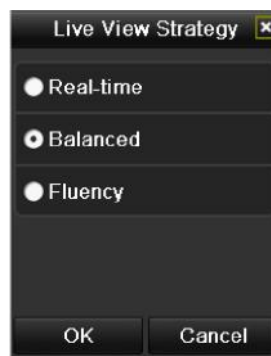 Live View Strategy
Real-time
Balanced
Fluency
OK
Cancel